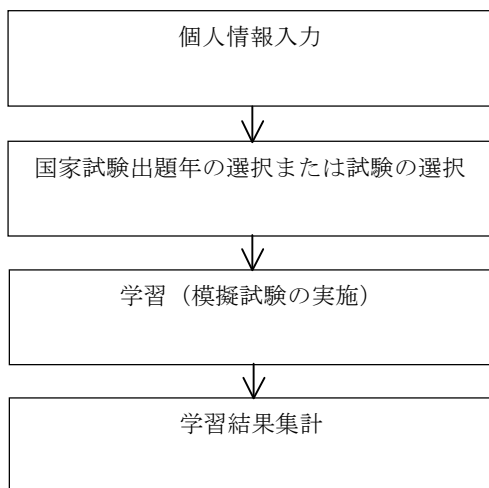 個人情報入力
国家試験出題年の選択または試験の選択
学習（模擬試験の実施）
学習結果集計